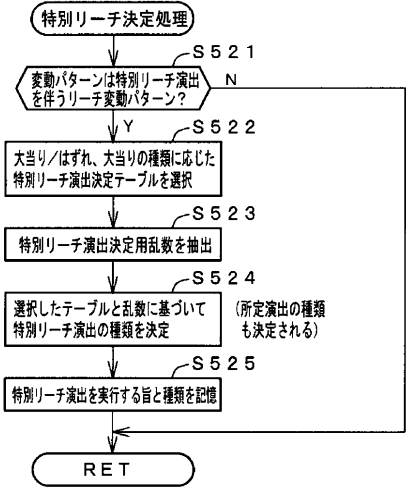 特別リーチ決定処理
S521
変動パターンは特別リーチ演出
を伴うリーチ変動パターン?
N
Y
S522
大当り/はずれ、大当りの種類に応じた
特別リーチ演出決定テーブルを選択
S523
特別リーチ演出決定用乱数を抽出
S524
選択したテーブルと乱数に基づいて
特別リーチ演出の種類を決定
(所定演出の種類
も決定される)
S525
特別リーチ演出を実行する旨と種類を記憶
RET